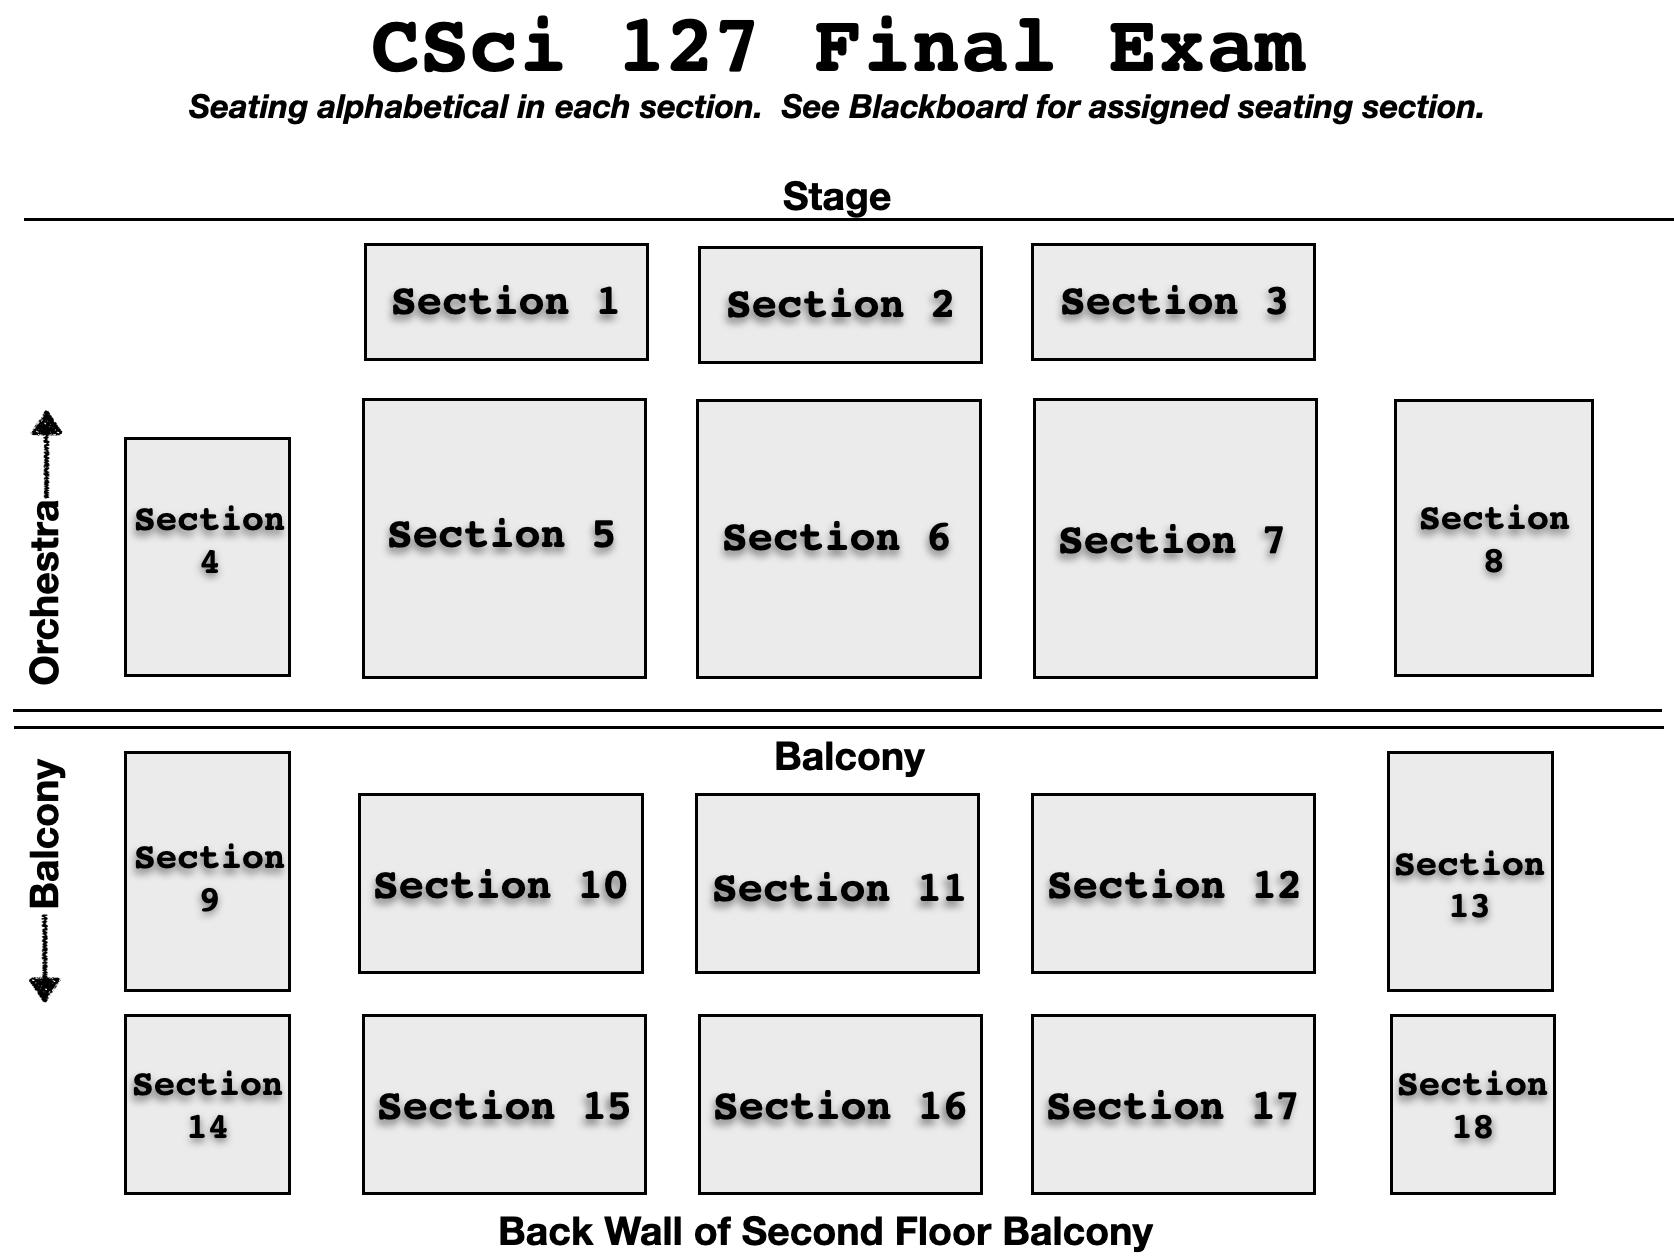 CSci 127 Final Exam
Seating alphabetical in each section.  See Blackboard for assigned seating section.
Stage
Section 1
Section 2
Section 3
Orchestra
Section
4
Section 5
Section 6
Section 7
Section
8
Balcony
Balcony
Section
9
Section 10
Section 11
Section 12
Section
13
Section
14
Section 15
Section 16
Section 17
Section
18
Back Wall of Second Floor Balcony